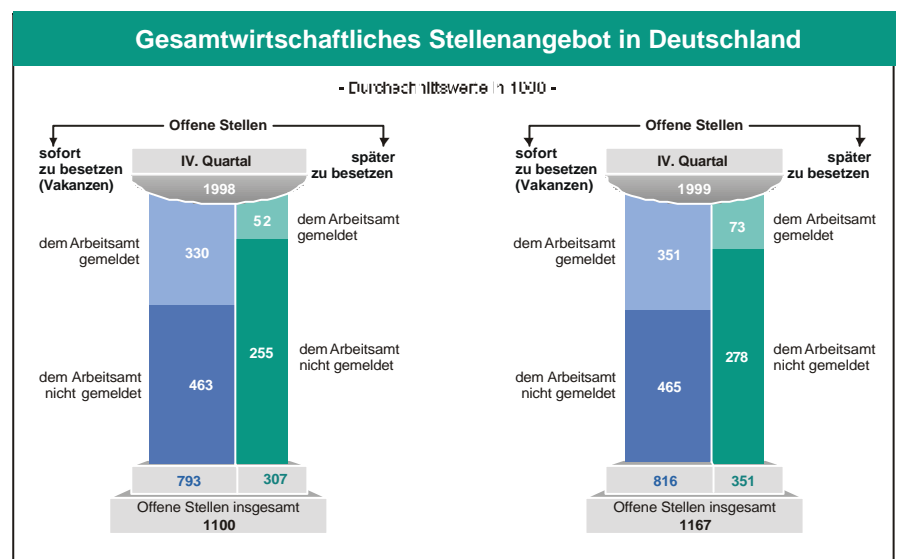 Gesamtwirtschaftliches Stellenangebot in Deutschland
- Durchschnittswerte in 1000 -
Offene Stellen
sofort
zu besetzen
(Vakanzen)
IV. Quartal
später
zu besetzen
1998
52
dem Arbeitsamt
gemeldet
dem Arbeitsamt
gemeldet
330
255
dem Arbeitsamt
nicht gemeldet
dem Arbeitsamt
nicht gemeldet
463
793
307
Offene Stellen insgesamt
1100
Offene Stellen
sofort
zu besetzen
(Vakanzen)
IV. Quartal
später
zu besetzen
1999
73
dem Arbeitsamt
gemeldet
dem Arbeitsamt
gemeldet
351
278
dem Arbeitsamt
nicht gemeldet
dem Arbeitsamt
nicht gemeldet
465
816
351
Offene Stellen insgesamt
1167